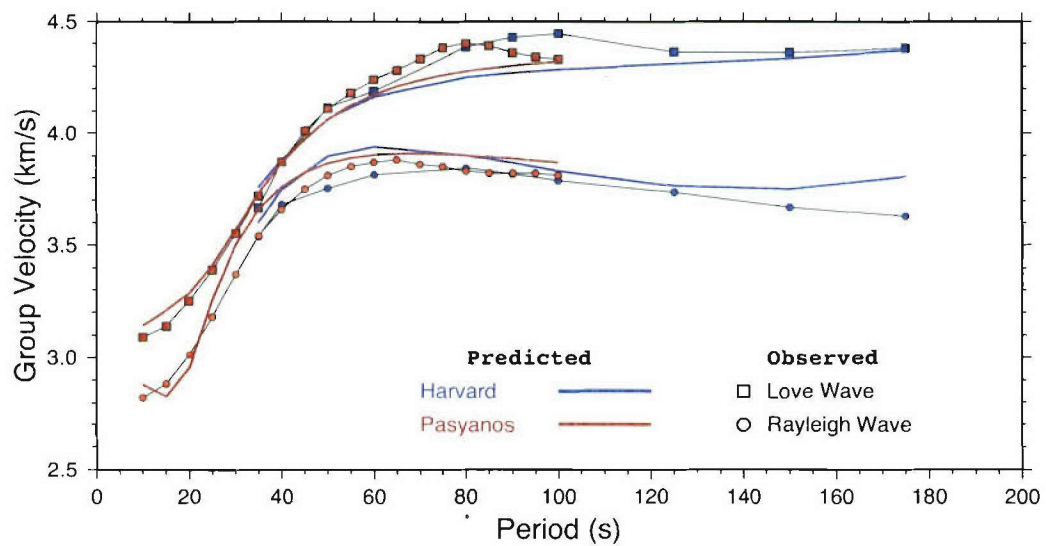 4.5
4.0
3.5
3.0
2.5
Group Velocity (km/s)
Predicted Observed
Harvard Love Wave
Pasyanos Rayleigh Wave
0 20 40 60 80 100 120 140 160 180 200
Period (s)